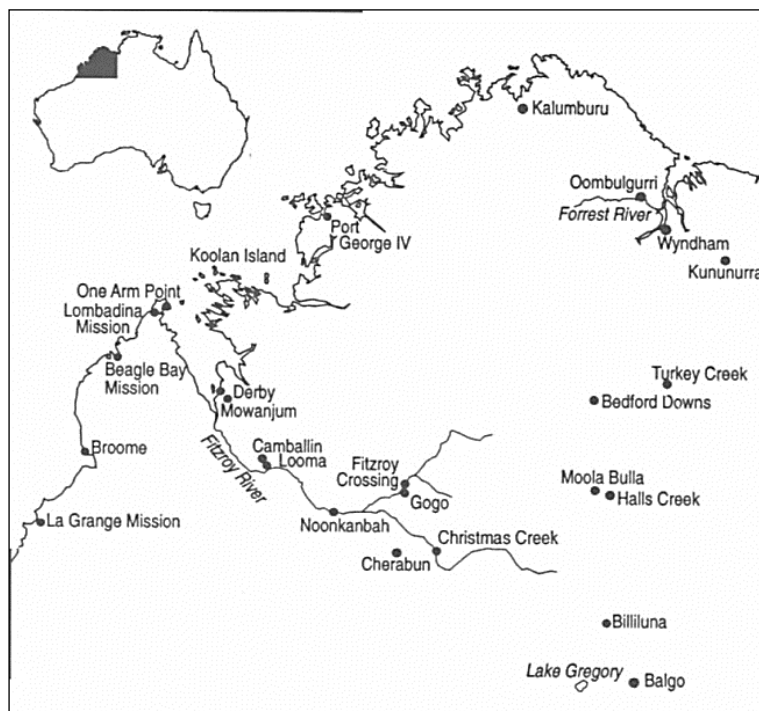 Kalumburu
Oombulgurri
Forrest River
Port
George IV
Wyndham
Koolan Island
Kununurra
One Arm Point
Lombadina
Mission
Beagle Bay
Mission
Turkey Creek
Derby
Mowanjum
Bedford Downs
Broome
Fitzroy River
Camballin
Looma
Fitzroy
Crossing
Gogo
Moola Bulla
Halls Creek
La Grange Mission
Noonkanbah
Christmas Creek
Cherabun
Billiluna
Lake Gregory
Balgo